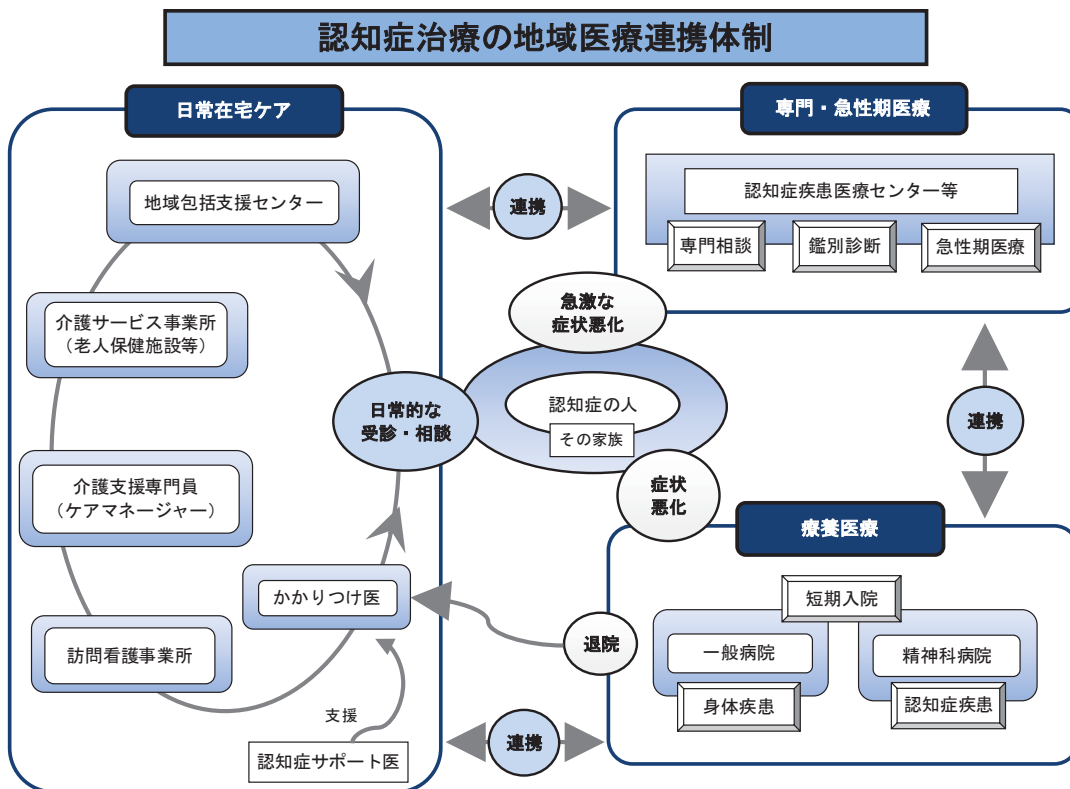 認知症治療の地域医療連携体制
日常在宅ケア
地域包括支援センター
介護サービス事業所
（老人保健施設等）
介護支援専門員
（ケアマネージャー）
訪問看護事業所
かかりつけ医
支援
認知症サポート医
日常的な
受診・相談
連携
専門・急性期医療
認知症疾患医療センター等
専門相談
鑑別診断
急性期医療
急激な
症状悪化
認知症の人
その家族
症状
悪化
連携
療養医療
短期入院
一般病院
身体疾患
精神科病院
認知症疾患
退院
連携